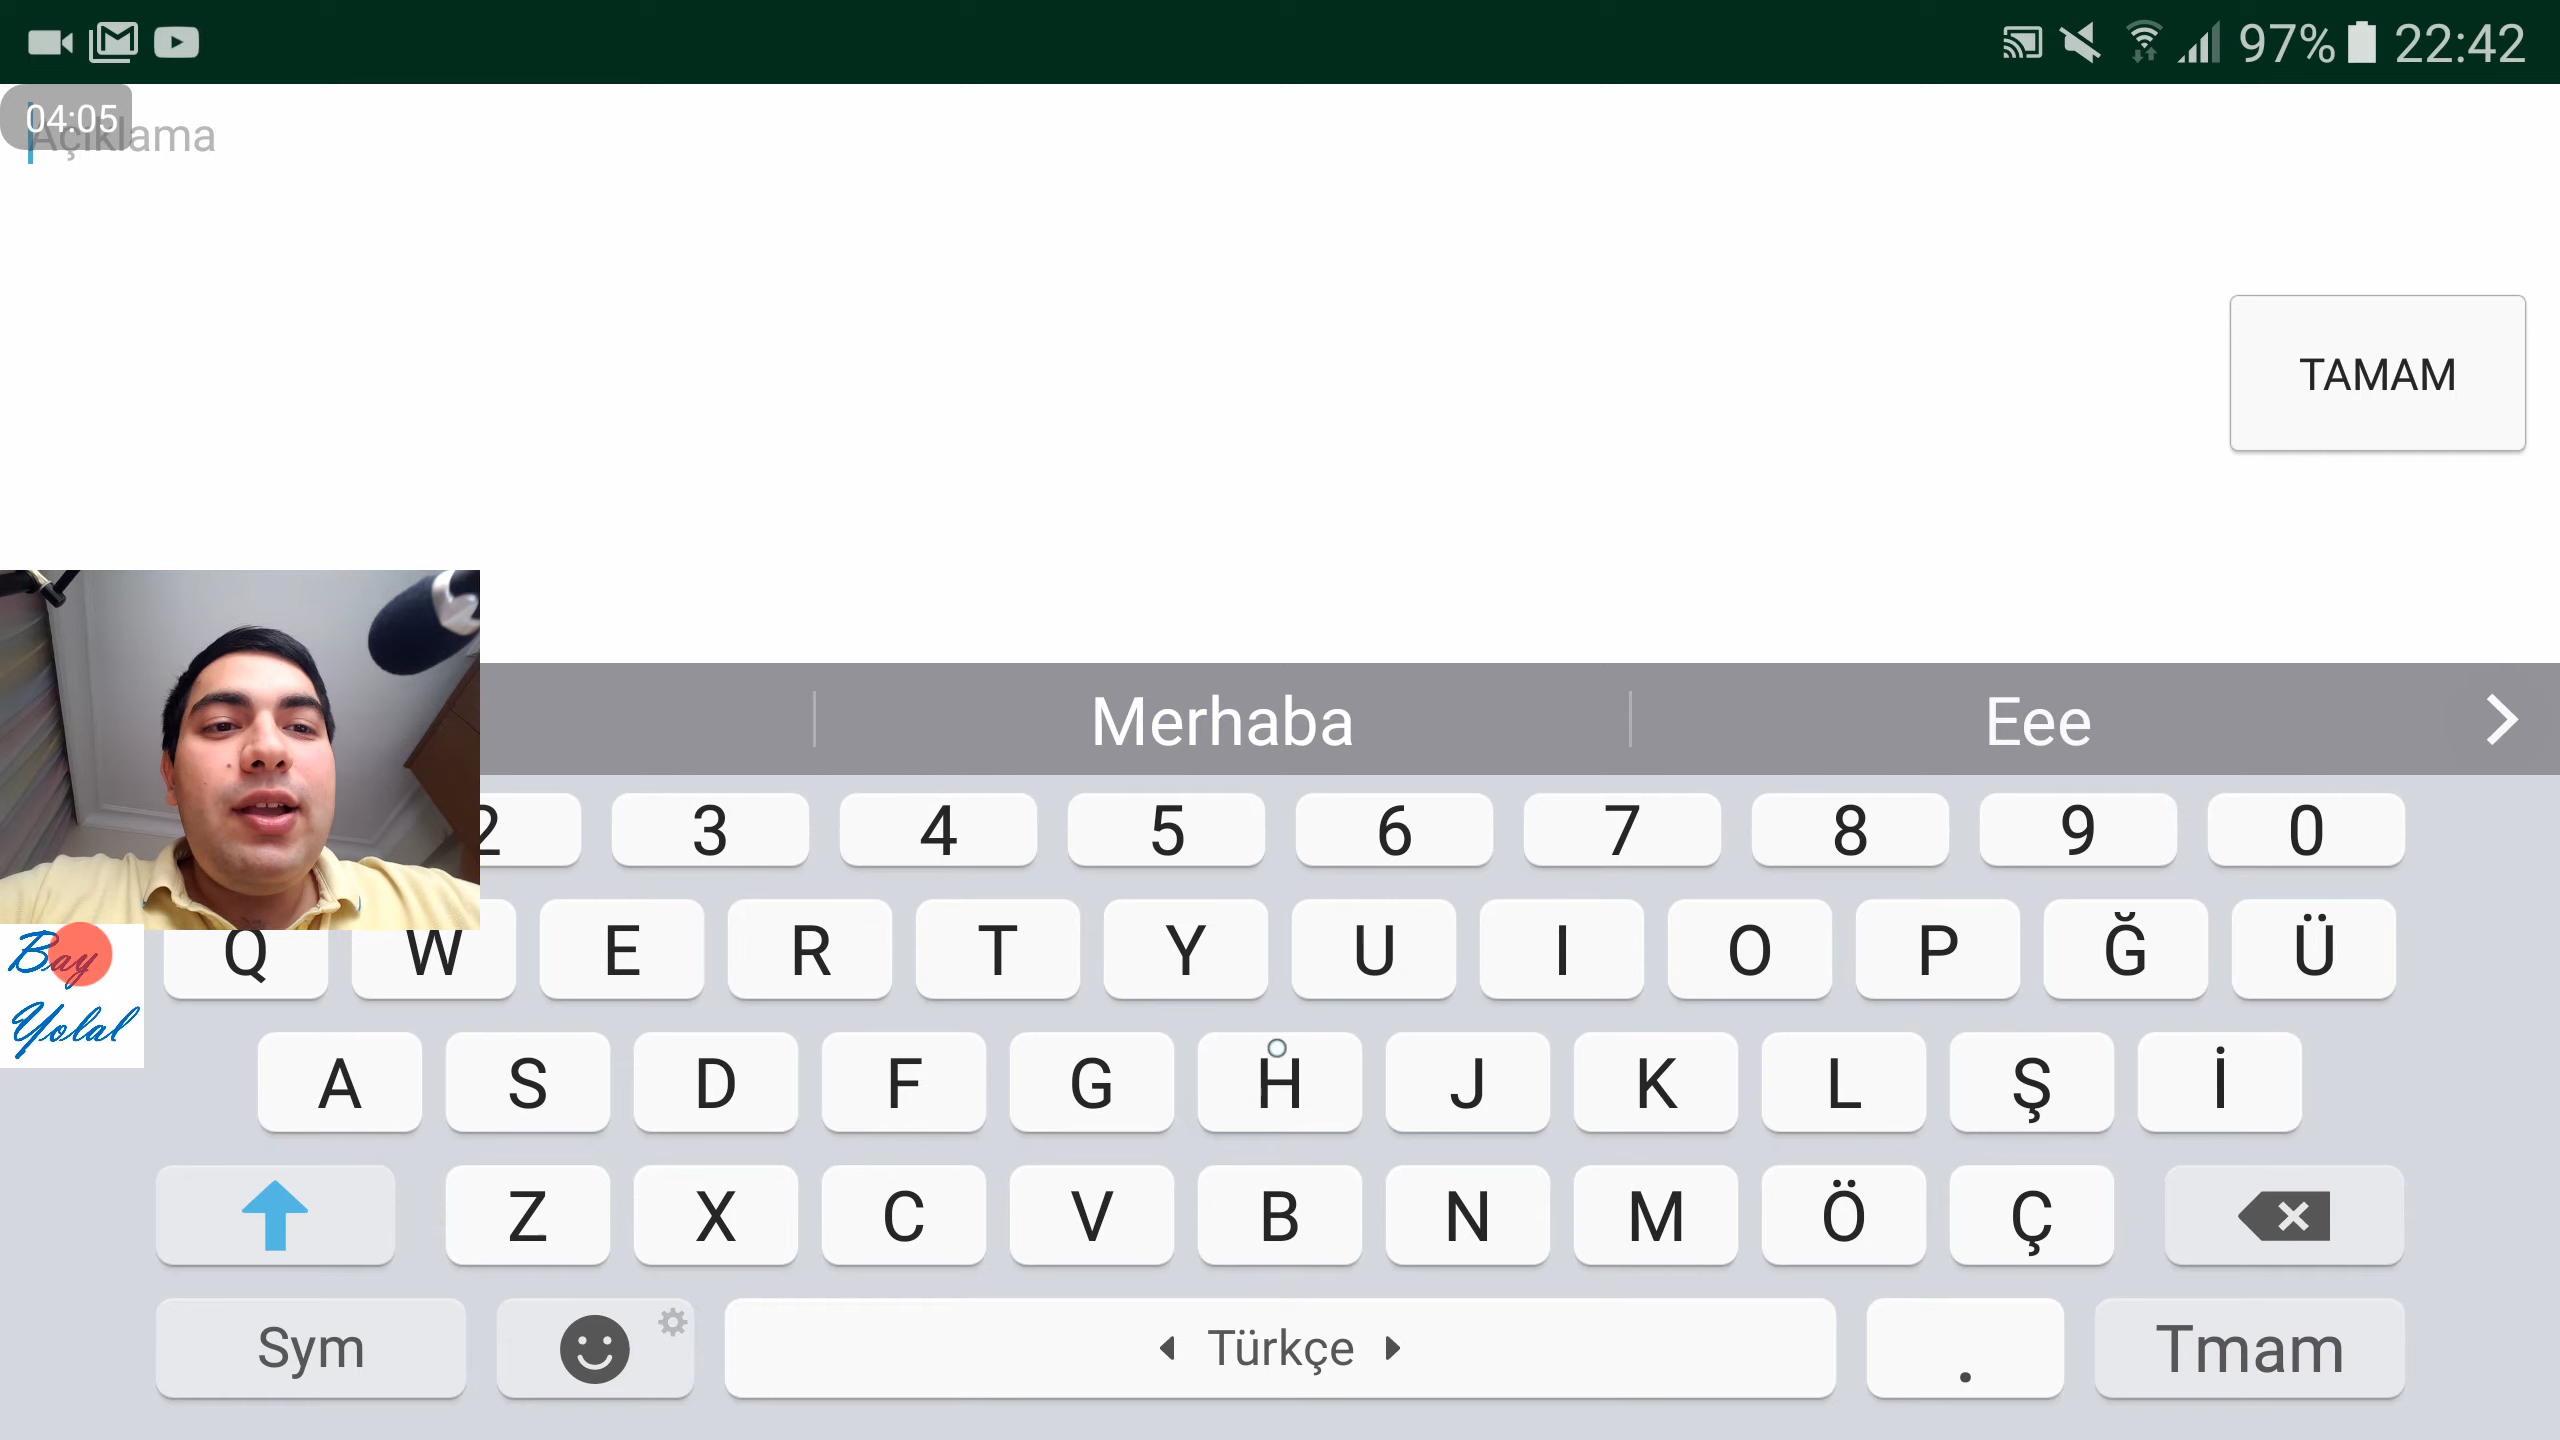 97% 22:42
04:05
Açıklama
TAMAM
Merhaba Eee
2 3 4 5 6 7 8 9 0
Q W E R T Y U I O P Ğ Ü
Bay
Yolal
A S D F G H J K L Ş İ
Z X C V B N M Ö Ç
Sym Türkçe . Tmam